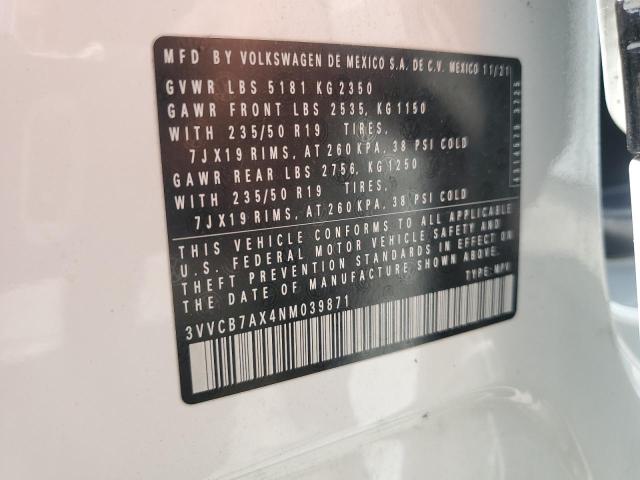 MFD BY VOLKSWAGEN DE MEXICO S.A. DE C.V. MEXICO 11/21
GVWR LBS 5181 KG 2350
GAWR FRONT LBS 2535, KG 1150
WITH 235/50 R19 TIRES,
7JX19 RIMS, AT 260 KPA, 38 PSI COLD
GAWR REAR LBS 2756, KG 1250
WITH 235/50 R19 TIRES,
7JX19 RIMS, AT 260 KPA, 38 PSI COLD
THIS VEHICLE CONFORMS TO ALL APPLICABLE
U.S. FEDERAL MOTOR VEHICLE SAFETY AND
THEFT PREVENTION STANDARDS IN EFFECT ON
THE DATE OF MANUFACTURE SHOWN ABOVE.
TYPE: MPV
3VVCB7AX4NM039871